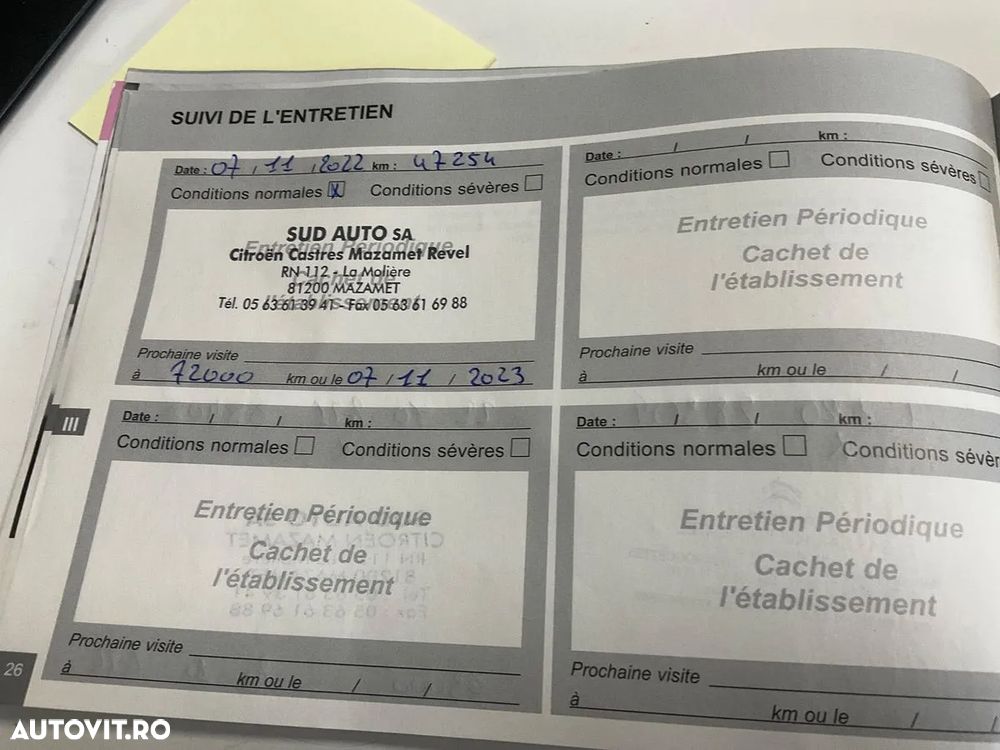 SUIVI DE L'ENTRETIEN
Date : 07 / 11 / 2022 km : 47254
Conditions normales X Conditions sévères
SUD AUTO SA
Entretien Périodique
Citroën Castres Mazamet Revel
RN 112 - La Molière
Cachet de
81200 MAZAMET
l'établissement
Tél. 05 63 61 39 41 - Fax 05 63 61 69 88
Prochaine visite
à 72000 km ou le 07 / 11 / 2023
Date : / / km :
Conditions normales Conditions sévères
Entretien Périodique
Cachet de
l'établissement
Prochaine visite
à km ou le / /
III
Date : / / km :
Conditions normales Conditions sévères
Entretien Périodique
Cachet de
l'établissement
Prochaine visite
à km ou le / /
Date : / / km :
Conditions normales Conditions sévèr
Entretien Périodique
Cachet de
l'établissement
Prochaine visite
à km ou le / /
26
AUTOVIT.RO